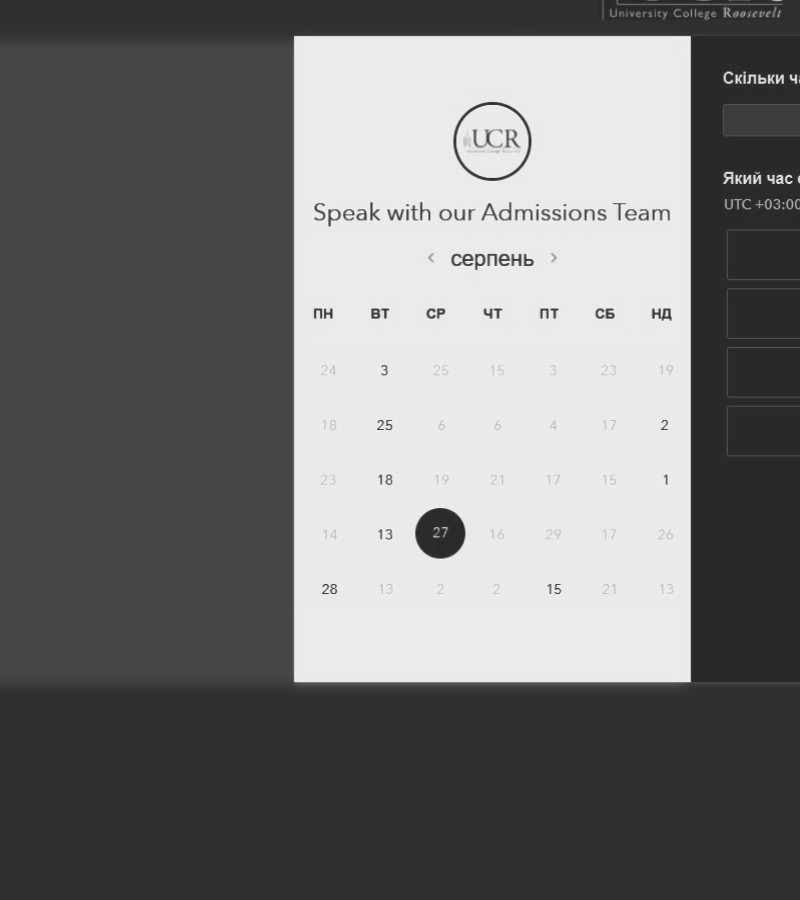 University College Roosevelt
UCR
Speak with our Admissions Team
серпень
ПН ВТ СР ЧТ ПТ СБ НД
24 3 25 15 3 23 19
18 25 6 6 4 17 2
23 18 19 21 17 15 1
14 13 27 16 29 17 26
28 13 2 2 15 21 13
Скільки
Який час
UTC +03:00